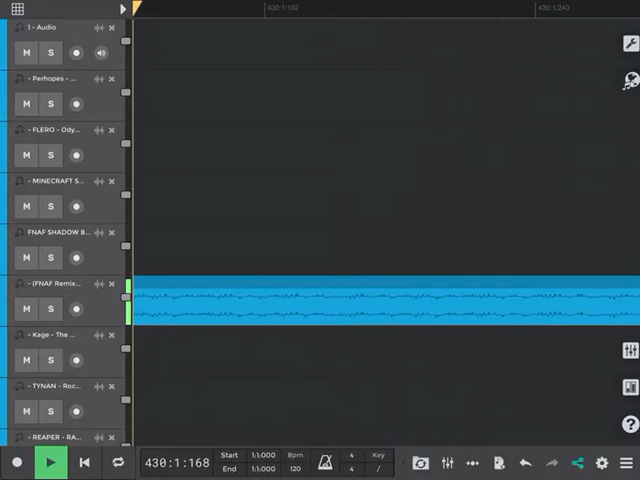 430:1:192
430:1:240
1 - Audio
M S
- Perhopes - ...
M S
- FLERO - Ody...
M S
- MINECRAFT S...
M S
FNAF SHADOW B...
M S
- (FNAF Remix...
M S
- Kage - The ...
M S
- TYNAN - Roc...
M S
- REAPER - RA...
430:1:168
Start 1:1:000 Bpm 4 Key
End 1:1:000 120 4 /
?